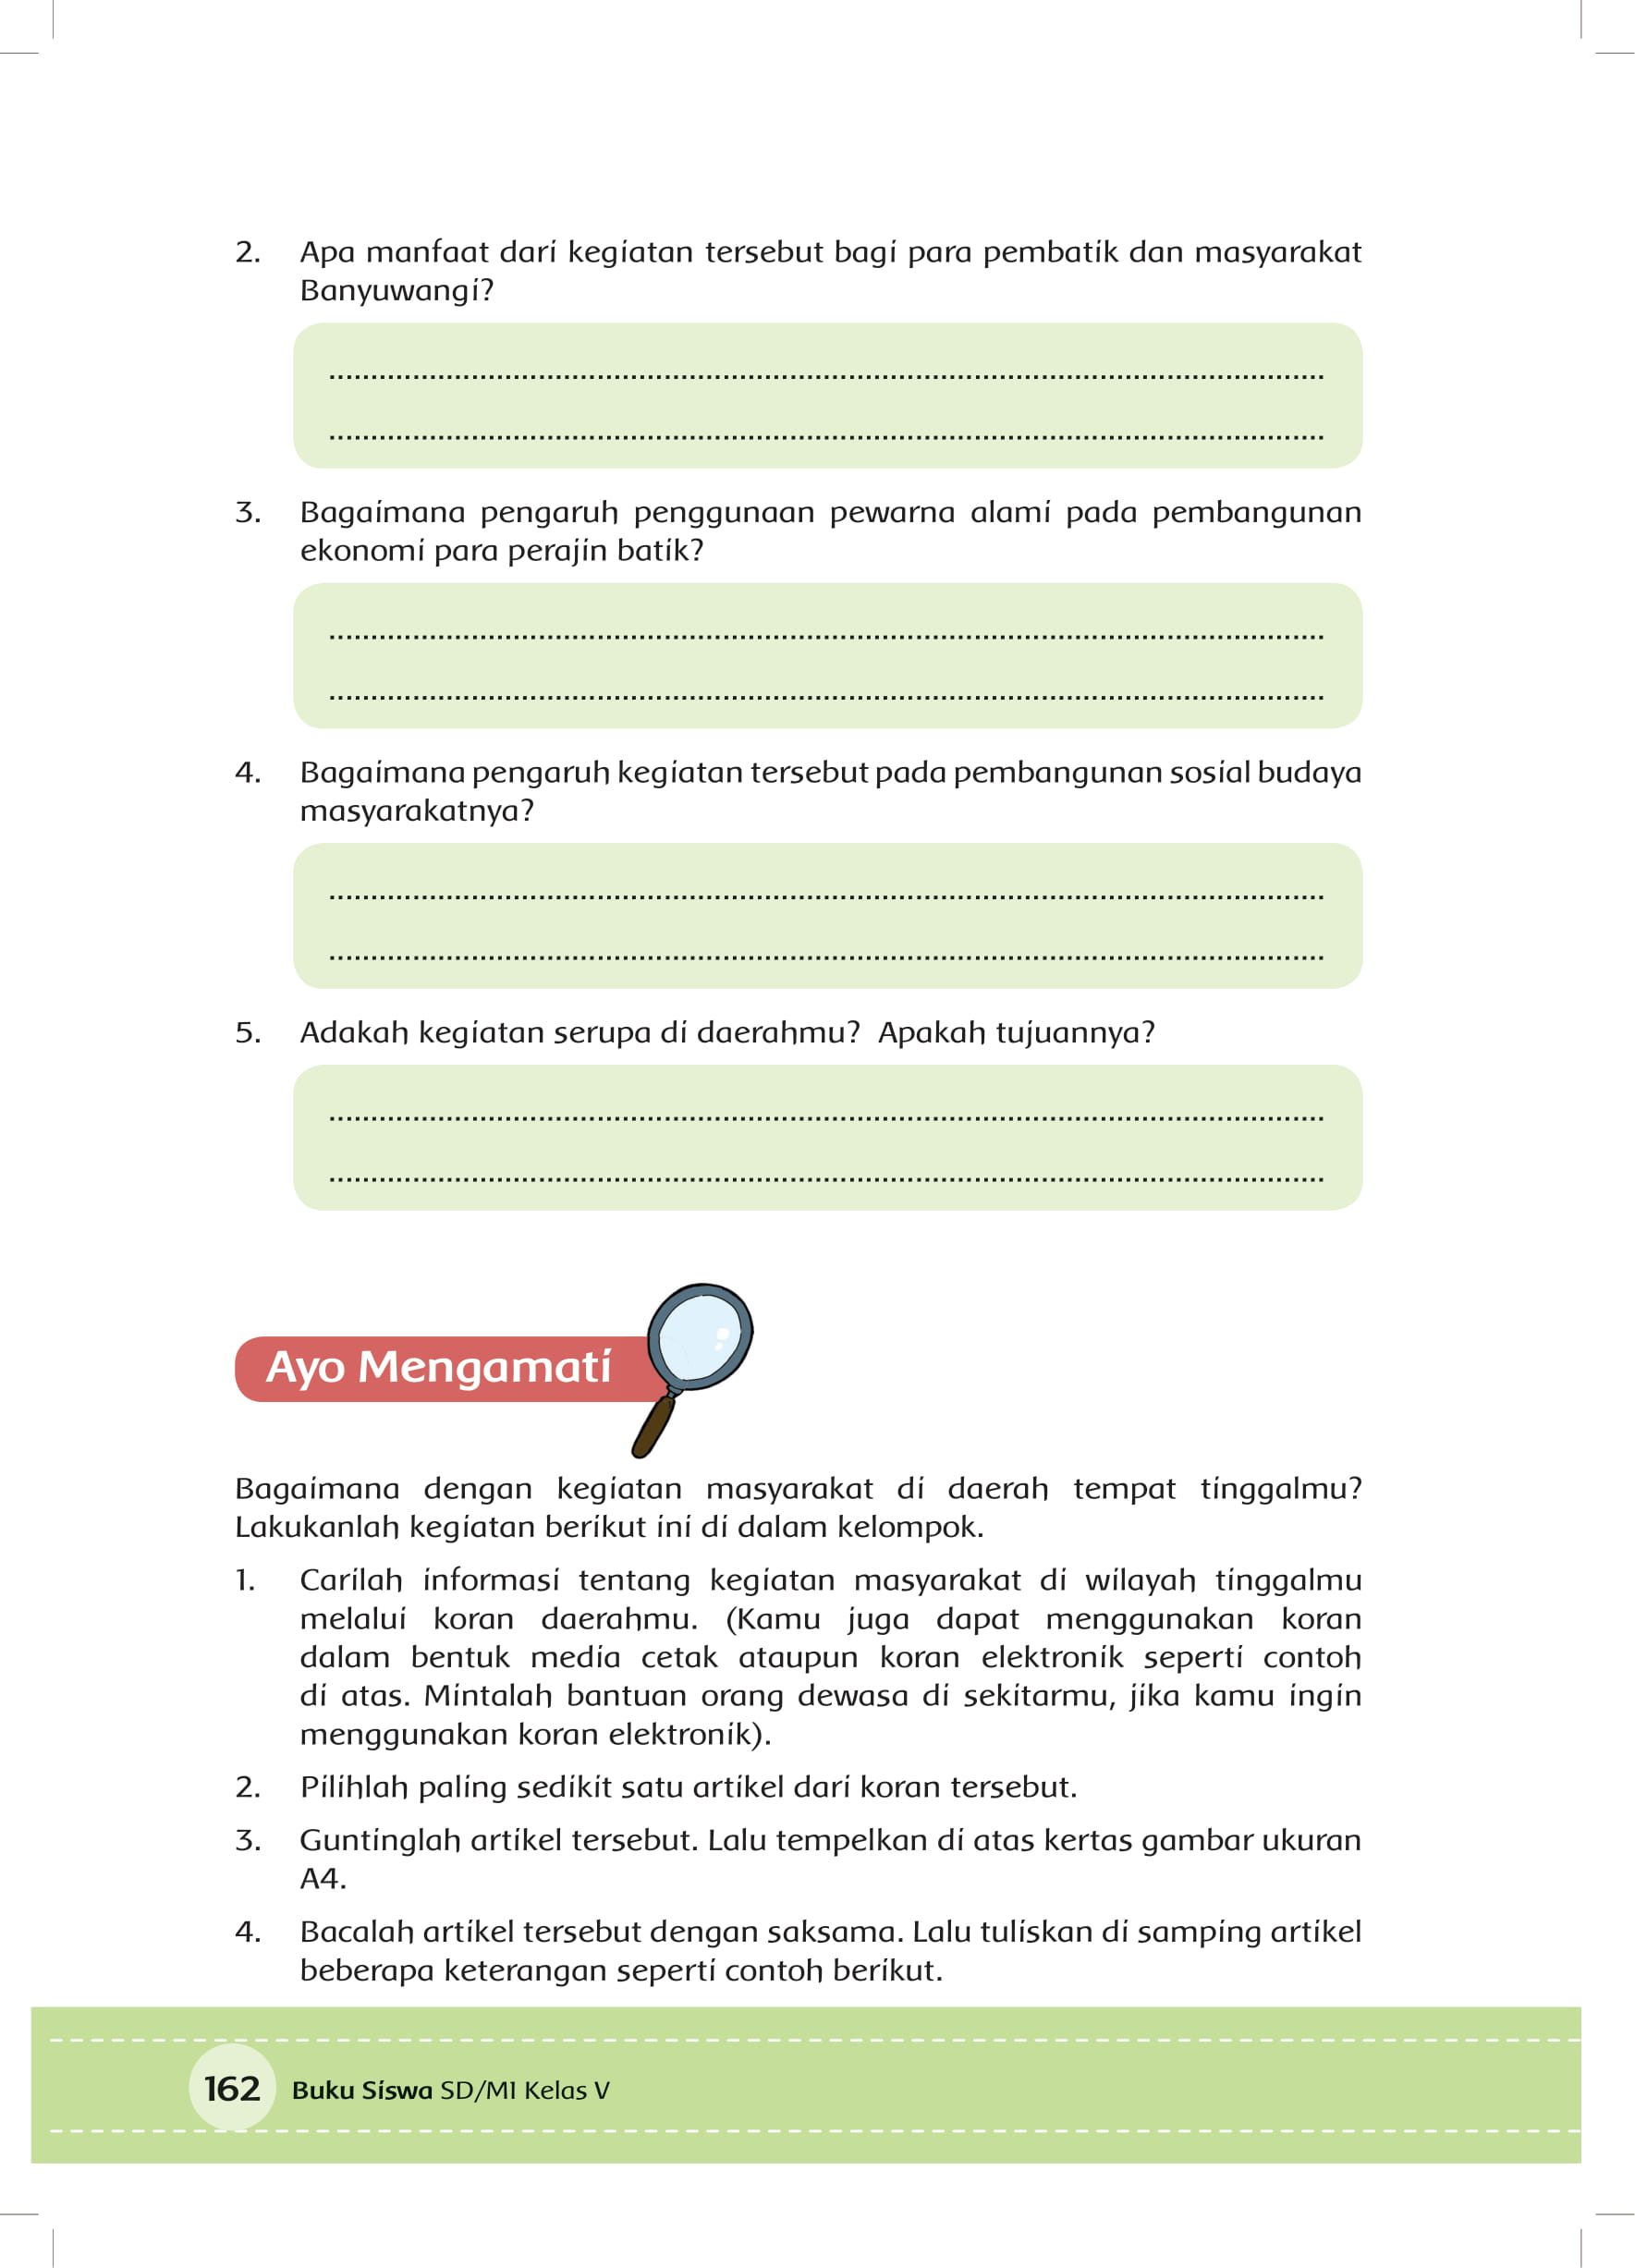 2. Apa manfaat dari kegiatan tersebut bagi para pembatik dan masyarakat
Banyuwangi?
................................................................................
................................................................................
3. Bagaimana pengaruh penggunaan pewarna alami pada pembangunan
ekonomi para perajin batik?
................................................................................
................................................................................
4. Bagaimana pengaruh kegiatan tersebut pada pembangunan sosial budaya
masyarakatnya?
................................................................................
................................................................................
5. Adakah kegiatan serupa di daerahmu? Apakah tujuannya?
................................................................................
................................................................................
Ayo Mengamati
Bagaimana dengan kegiatan masyarakat di daerah tempat tinggalmu?
Lakukanlah kegiatan berikut ini di dalam kelompok.
1. Carilah informasi tentang kegiatan masyarakat di wilayah tinggalmu
melalui koran daerahmu. (Kamu juga dapat menggunakan koran
dalam bentuk media cetak ataupun koran elektronik seperti contoh
di atas. Mintalah bantuan orang dewasa di sekitarmu, jika kamu ingin
menggunakan koran elektronik).
2. Pilihlah paling sedikit satu artikel dari koran tersebut.
3. Guntinglah artikel tersebut. Lalu tempelkan di atas kertas gambar ukuran
A4.
4. Bacalah artikel tersebut dengan saksama. Lalu tuliskan di samping artikel
beberapa keterangan seperti contoh berikut.
162 Buku Siswa SD/MI Kelas V